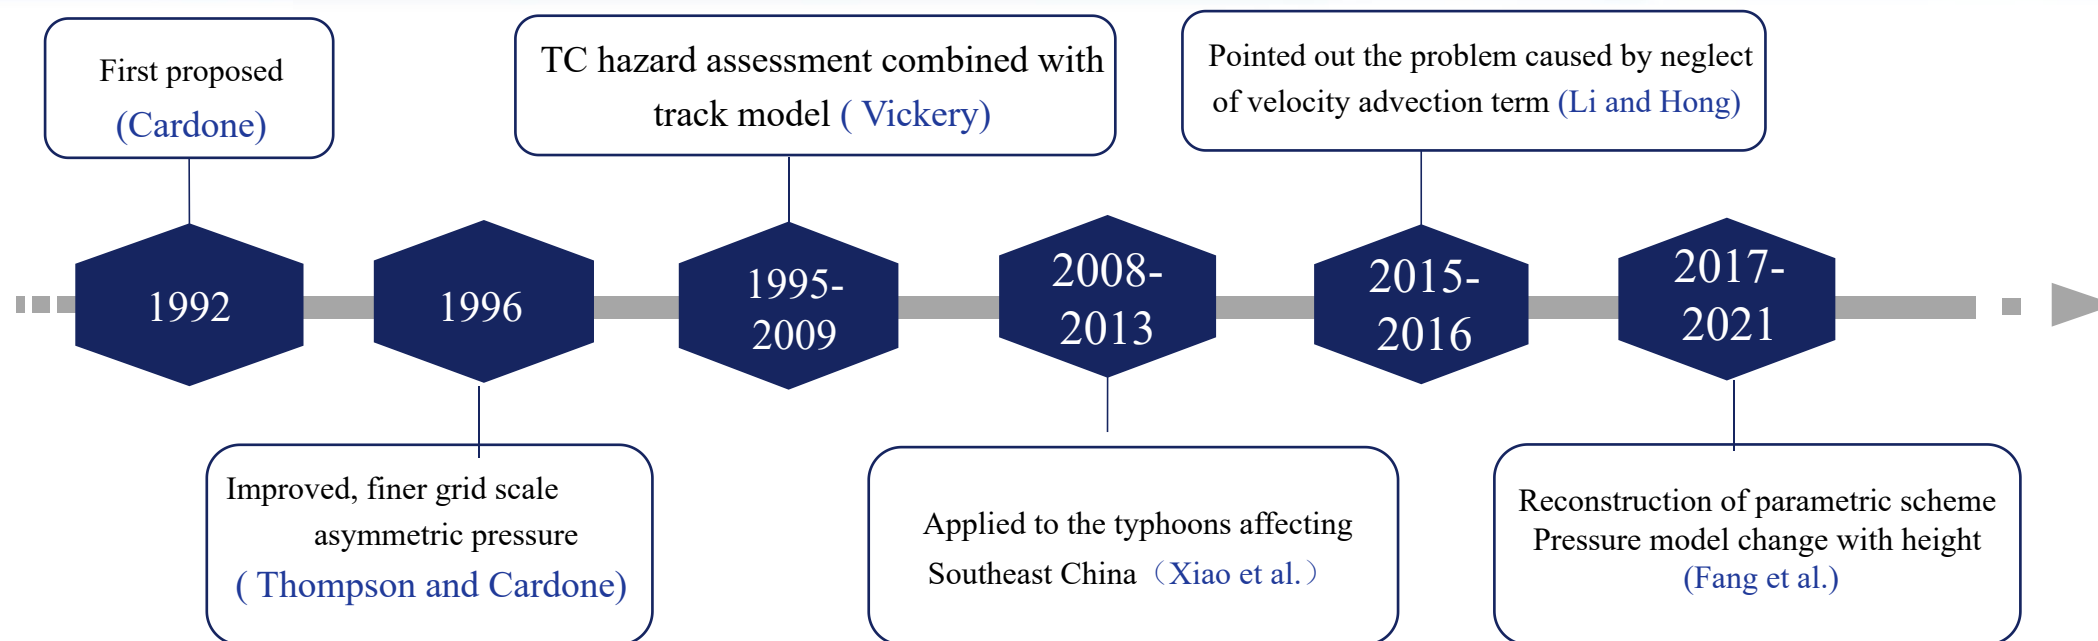 First proposed
(Cardone)
TC hazard assessment combined with
track model ( Vickery)
Pointed out the problem caused by neglect
of velocity advection term (Li and Hong)
1992
1996
1995-
2009
2008-
2013
2015-
2016
2017-
2021
Improved, finer grid scale
asymmetric pressure
( Thompson and Cardone)
Applied to the typhoons affecting
Southeast China（Xiao et al.）
Reconstruction of parametric scheme
Pressure model change with height
(Fang et al.)